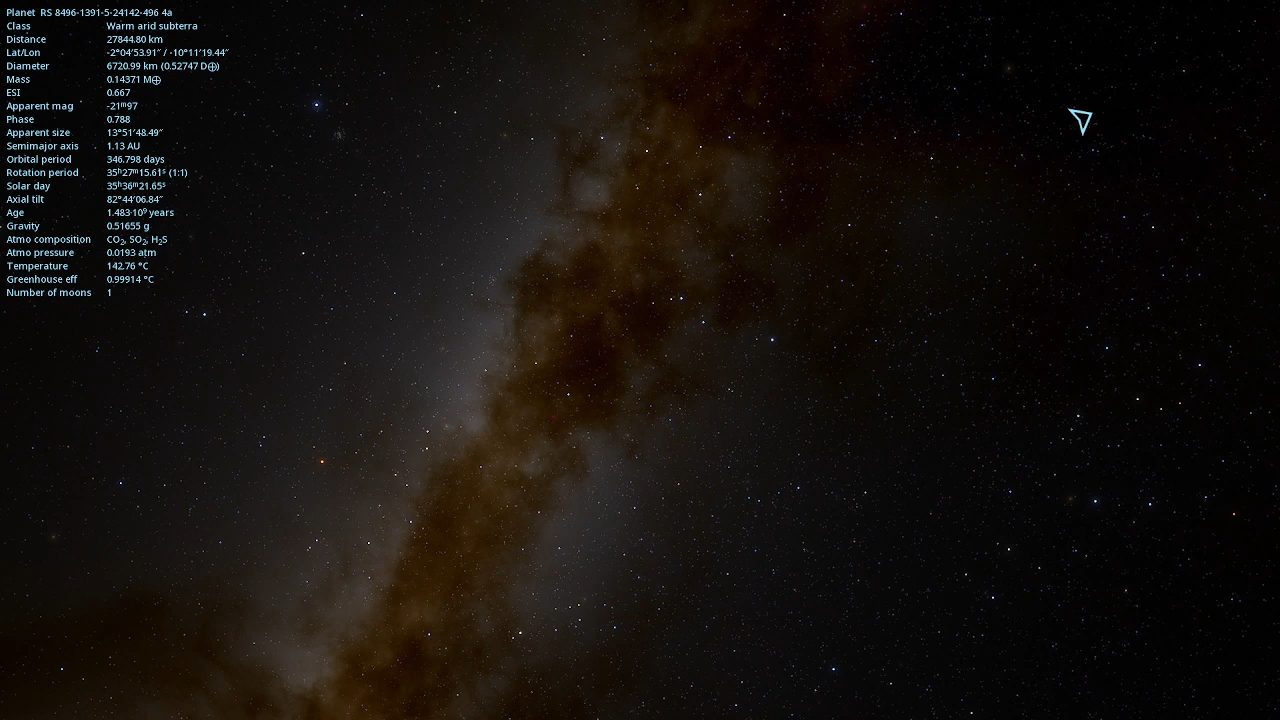 Planet RS 8496-1391-5-24142-496 4a
Class Warm arid subterra
Distance 27844.80 km
Lat/Lon -2°04′53.91″ / -10°11′19.44″
Diameter 6720.99 km (0.52747 D⊕)
Mass 0.14371 M⊕
ESI 0.667
Apparent mag -21ᵐ97
Phase 0.788
Apparent size 13°51′48.49″
Semimajor axis 1.13 AU
Orbital period 346.798 days
Rotation period 35ʰ27ᵐ15.61ˢ (1:1)
Solar day 35ʰ36ᵐ21.65ˢ
Axial tilt 82°44′06.84″
Age 1.483·10⁹ years
Gravity 0.51655 g
Atmo composition CO₂, SO₂, H₂S
Atmo pressure 0.0193 atm
Temperature 142.76 °C
Greenhouse eff 0.99914 °C
Number of moons 1